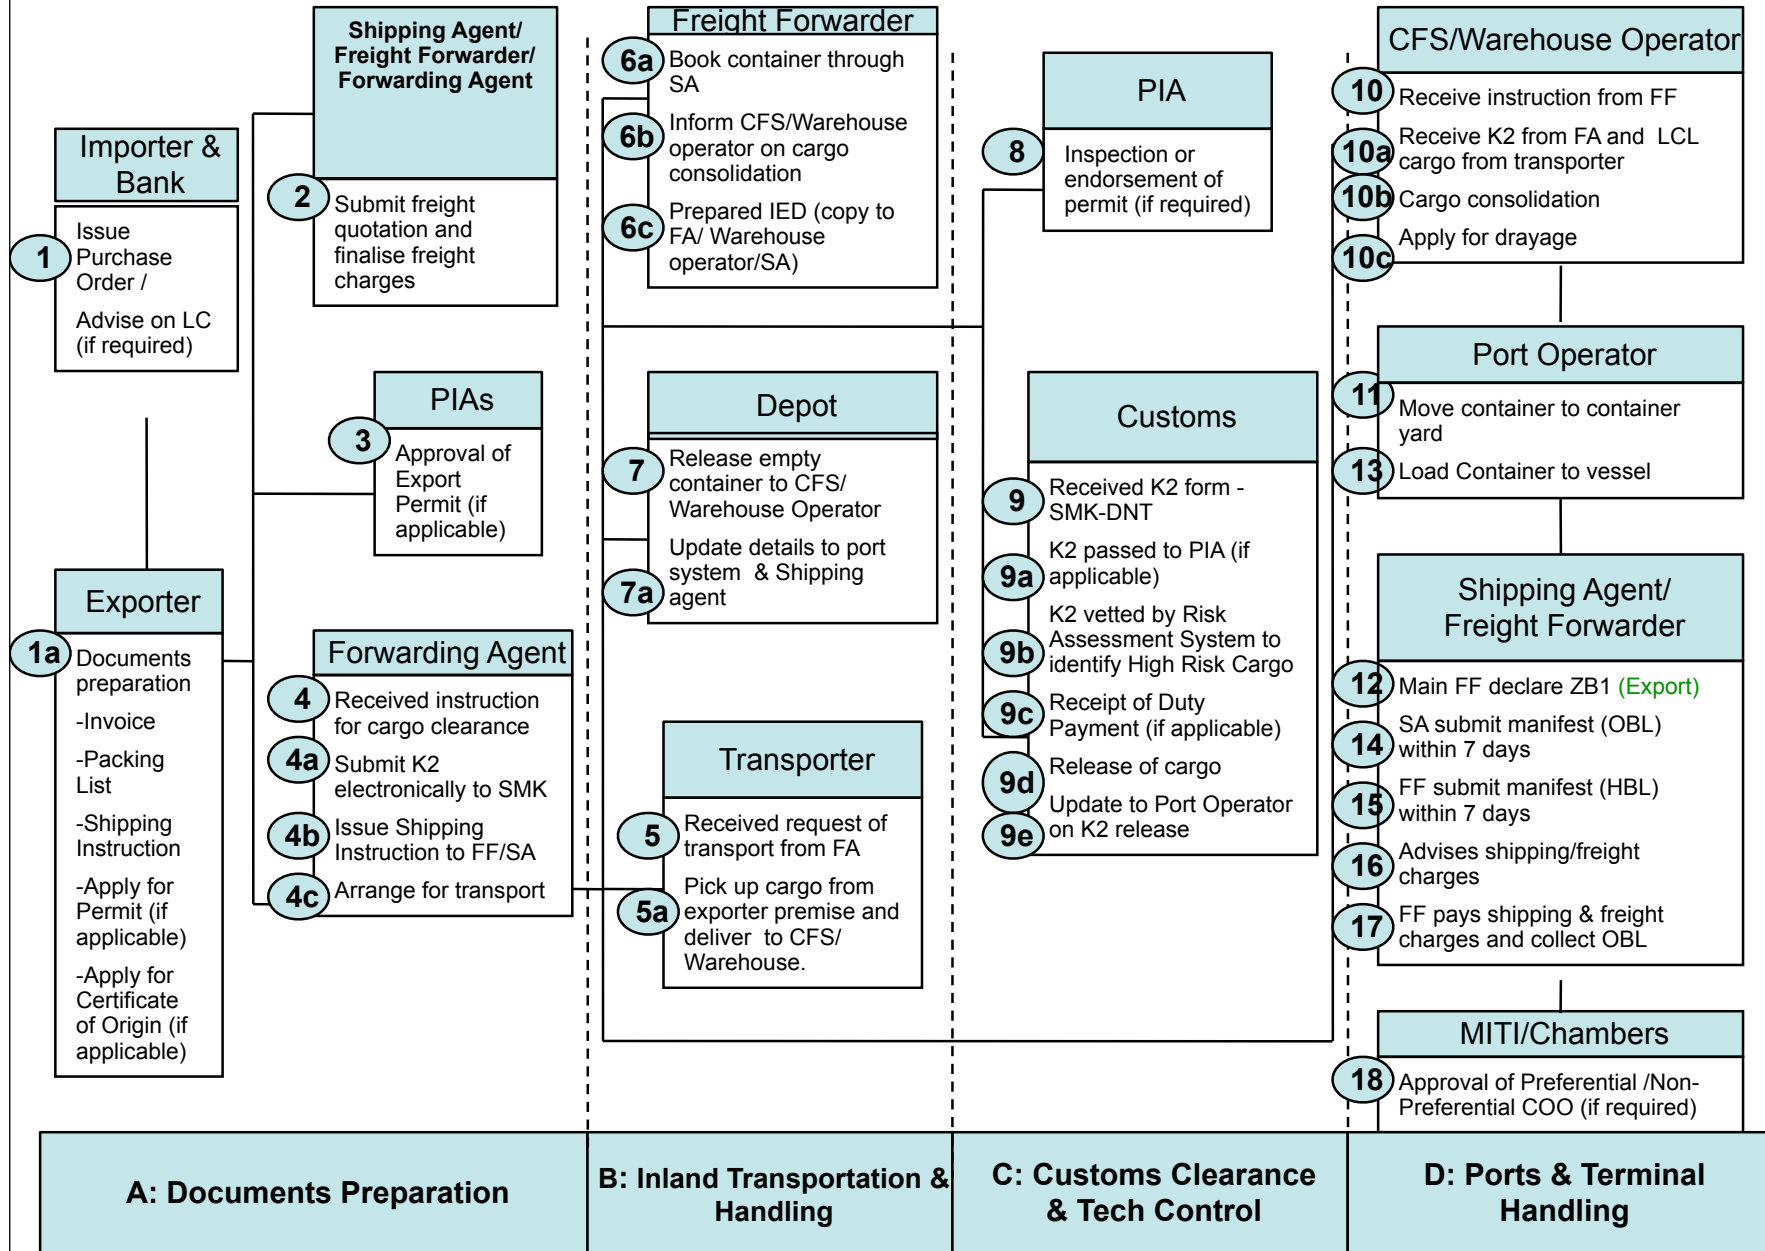 Importer &
Bank
1
Issue
Purchase
Order /
Advise on LC
(if required)
Exporter
1a
Documents
preparation
-Invoice
-Packing
List
-Shipping
Instruction
-Apply for
Permit (if
applicable)
-Apply for
Certificate
of Origin (if
applicable)
Shipping Agent/
Freight Forwarder/
Forwarding Agent
2
Submit freight
quotation and
finalise freight
charges
PIAs
3
Approval of
Export
Permit (if
applicable)
Forwarding Agent
4
Received instruction
for cargo clearance
4a
Submit K2
electronically to SMK
4b
Issue Shipping
Instruction to FF/SA
4c
Arrange for transport
Freight Forwarder
6a
Book container through
SA
6b
Inform CFS/Warehouse
operator on cargo
consolidation
6c
Prepared IED (copy to
FA/ Warehouse
operator/SA)
Depot
7
Release empty
container to CFS/
Warehouse Operator
7a
Update details to port
system & Shipping
agent
Transporter
5
Received request of
transport from FA
5a
Pick up cargo from
exporter premise and
deliver to CFS/
Warehouse.
PIA
8
Inspection or
endorsement of
permit (if required)
Customs
9
Received K2 form -
SMK-DNT
9a
K2 passed to PIA (if
applicable)
9b
K2 vetted by Risk
Assessment System to
identify High Risk Cargo
9c
Receipt of Duty
Payment (if applicable)
9d
Release of cargo
9e
Update to Port Operator
on K2 release
CFS/Warehouse Operator
10
Receive instruction from FF
10a
Receive K2 from FA and LCL
cargo from transporter
10b
Cargo consolidation
10c
Apply for drayage
Port Operator
11
Move container to container
yard
13
Load Container to vessel
Shipping Agent/
Freight Forwarder
12
Main FF declare ZB1 (Export)
14
SA submit manifest (OBL)
within 7 days
15
FF submit manifest (HBL)
within 7 days
16
Advises shipping/freight
charges
17
FF pays shipping & freight
charges and collect OBL
MITI/Chambers
18
Approval of Preferential /Non-
Preferential COO (if required)
A: Documents Preparation
B: Inland Transportation &
Handling
C: Customs Clearance
& Tech Control
D: Ports & Terminal
Handling